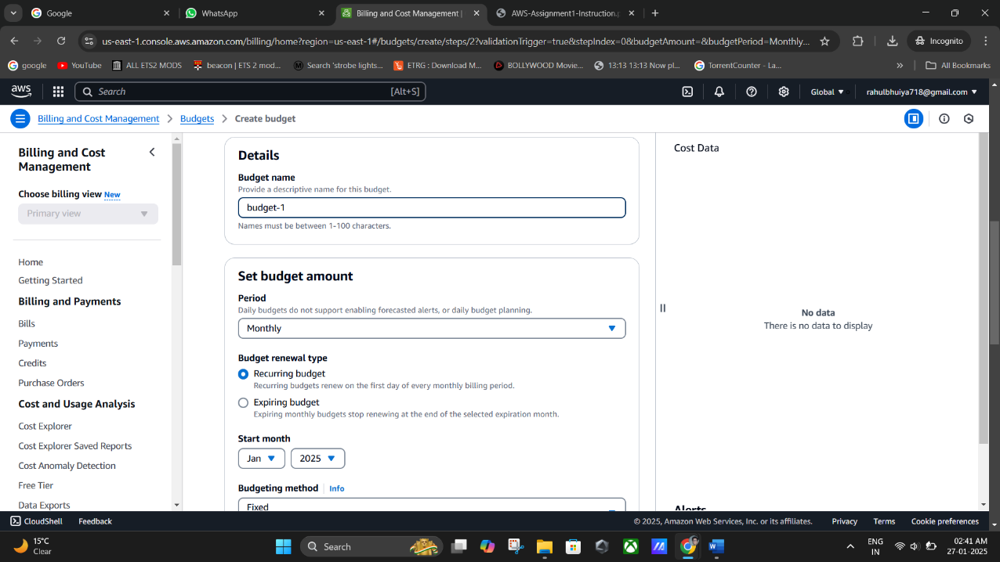 Google
WhatsApp
Billing and Cost Management |
AWS-Assignment1-Instruction.p
us-east-1.console.aws.amazon.com/billing/home?region=us-east-1#/budgets/create/steps/2?validationTrigger=true&stepIndex=0&budgetAmount=&budgetPeriod=Monthly...
Incognito
google
YouTube
ALL ETS2 MODS
beacon | ETS 2 mod...
Search 'strobe lights...
ETRG : Download M...
BOLLYWOOD Movie...
13:13 13:13 Now pl...
TorrentCounter - La...
»
All Bookmarks
aws
Search [Alt+S]
Global
rahulbhuiya718@gmail.com
Billing and Cost Management > Budgets > Create budget
Billing and Cost
Management
Choose billing view New
Primary view
Home
Getting Started
Billing and Payments
Bills
Payments
Credits
Purchase Orders
Cost and Usage Analysis
Cost Explorer
Cost Explorer Saved Reports
Cost Anomaly Detection
Free Tier
Data Exports
Details
Budget name
Provide a descriptive name for this budget.
budget-1
Names must be between 1-100 characters.
Set budget amount
Period
Daily budgets do not support enabling forecasted alerts, or daily budget planning.
Monthly
Budget renewal type
Recurring budget
Recurring budgets renew on the first day of every monthly billing period.
Expiring budget
Expiring monthly budgets stop renewing at the end of the selected expiration month.
Start month
Jan
2025
Budgeting method Info
Fixed
Cost Data
No data
There is no data to display
Alerts
CloudShell
Feedback
© 2025, Amazon Web Services, Inc. or its affiliates.
Privacy
Terms
Cookie preferences
15°C
Clear
Search
ENG
IN
02:41 AM
27-01-2025